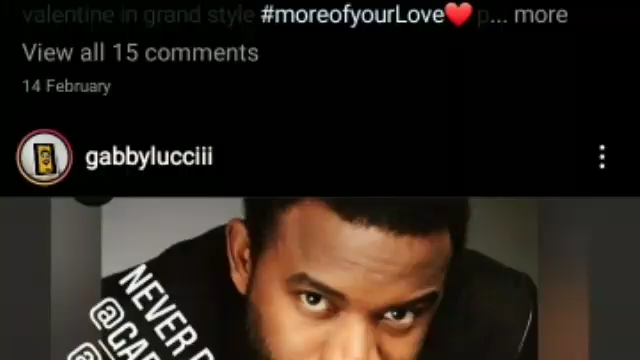 valentine in grand style #moreofyourLove❤️ p... more
View all 15 comments
14 February
gabbylucciii
NEVER
@GA